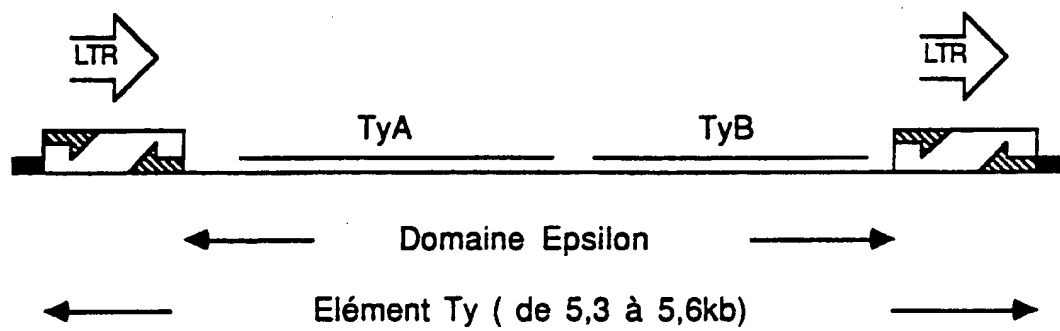 LTR LTR
TyA TyB
Domaine Epsilon
Elément Ty ( de 5,3 à 5,6kb)